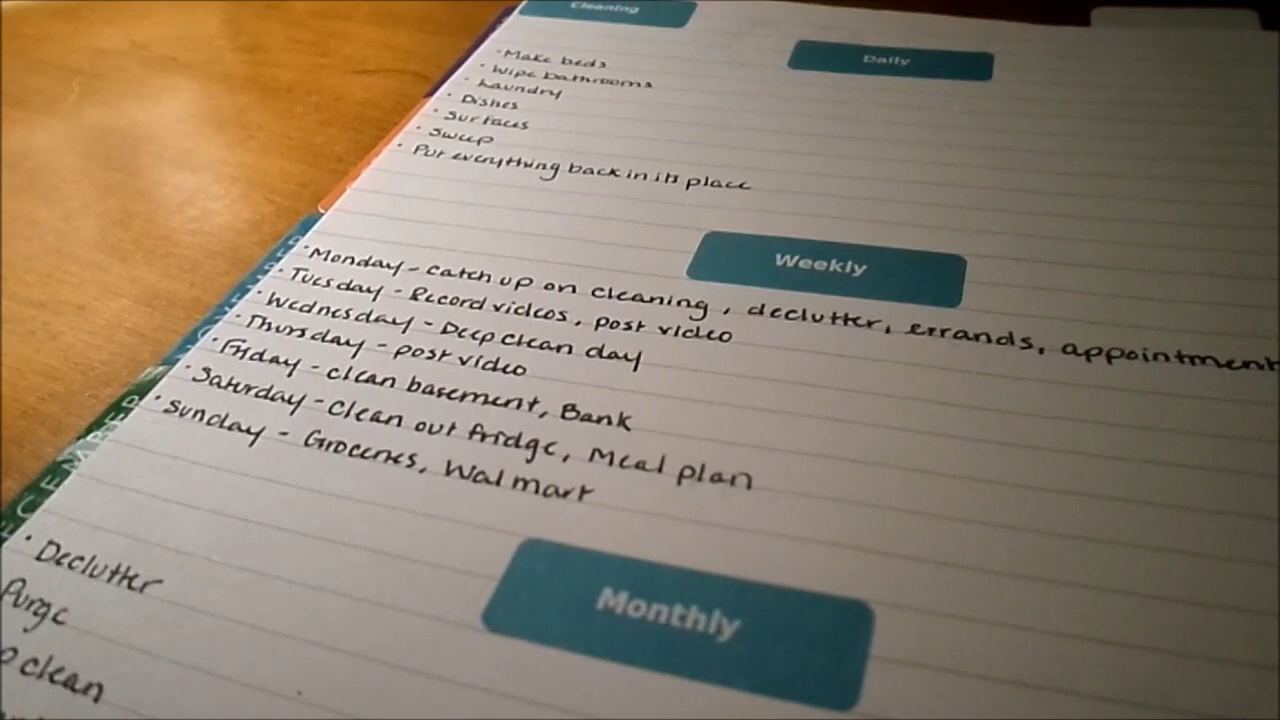 Cleaning
Daily
· Make beds
· Wipe bathrooms
· Laundry
· Dishes
· Surfaces
· Sweep
· Put everything back in its place
Weekly
· Monday - catch up on cleaning, declutter, errands, appointment
· Tuesday - Record videos, post video
· Wednesday - Deep clean day
· Thursday - post video
· Friday - clean basement, Bank
· Saturday - clean out fridge, Meal plan
· Sunday - Groceries, Walmart
Monthly
· Declutter
Purge
p clean